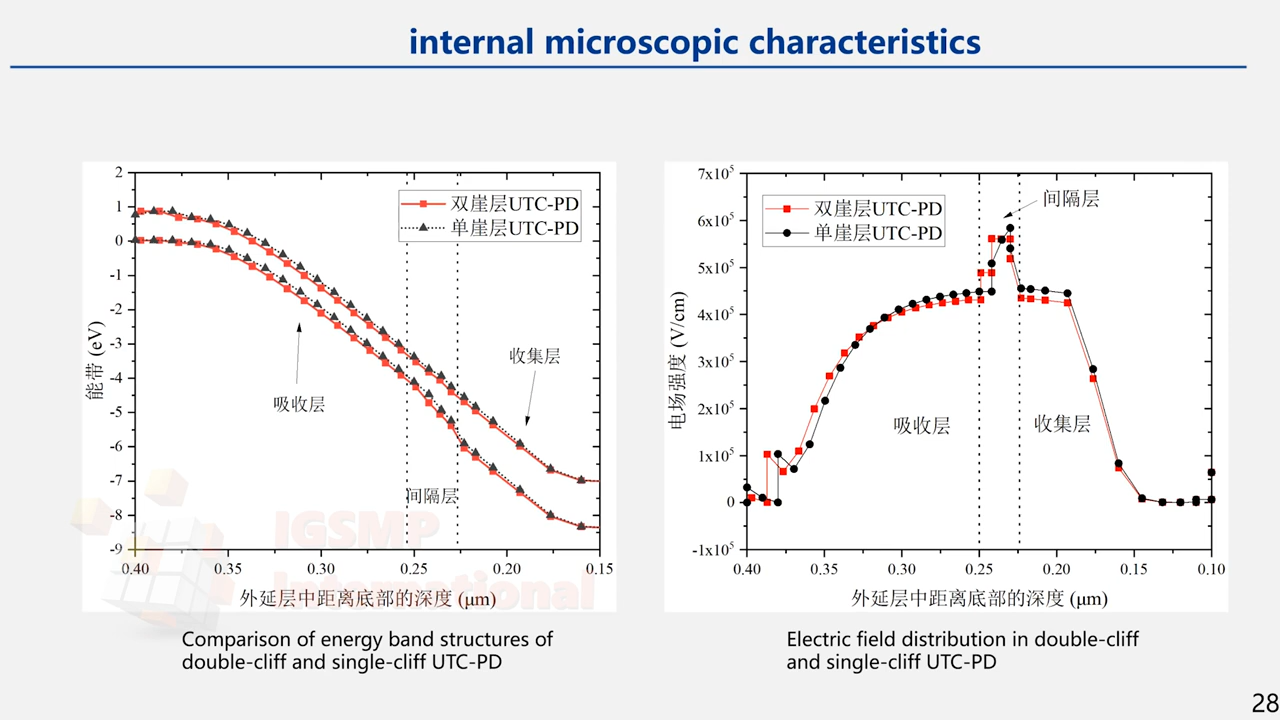 internal microscopic characteristics
2
0
-1
-2
-3
-4
-5
-6
-7
-8
-9
能带 (eV)
双崖层UTC-PD
单崖层UTC-PD
吸收层
收集层
间隔层
0.40
0.35
0.30
0.25
0.20
0.15
外延层中距离底部的深度 (μm)
IGSMP
International
7x10⁵
6x10⁵
5x10⁵
4x10⁵
3x10⁵
2x10⁵
1x10⁵
0
-1x10⁵
电场强度 (V/cm)
双崖层UTC-PD
单崖层UTC-PD
间隔层
吸收层
收集层
0.40
0.35
0.30
0.25
0.20
0.15
0.10
外延层中距离底部的深度 (μm)
Comparison of energy band structures of
double-cliff and single-cliff UTC-PD
Electric field distribution in double-cliff
and single-cliff UTC-PD
28